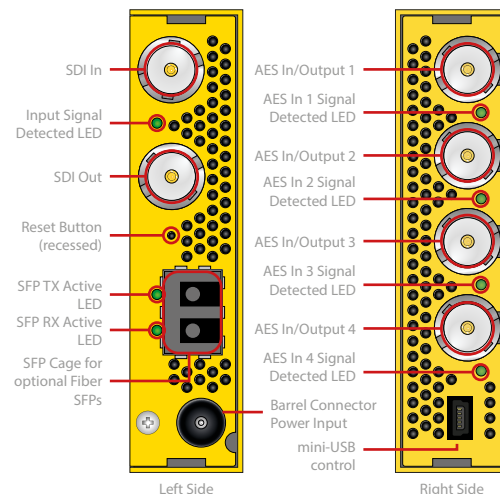 SDI In
Input Signal
Detected LED
SDI Out
Reset Button
(recessed)
SFP TX Active
LED
SFP RX Active
LED
SFP Cage for
optional Fiber
SFPs
Left Side
AES In/Output 1
AES In 1 Signal
Detected LED
AES In/Output 2
AES In 2 Signal
Detected LED
AES In/Output 3
AES In 3 Signal
Detected LED
AES In/Output 4
AES In 4 Signal
Detected LED
Barrel Connector
Power Input
mini-USB
control
Right Side